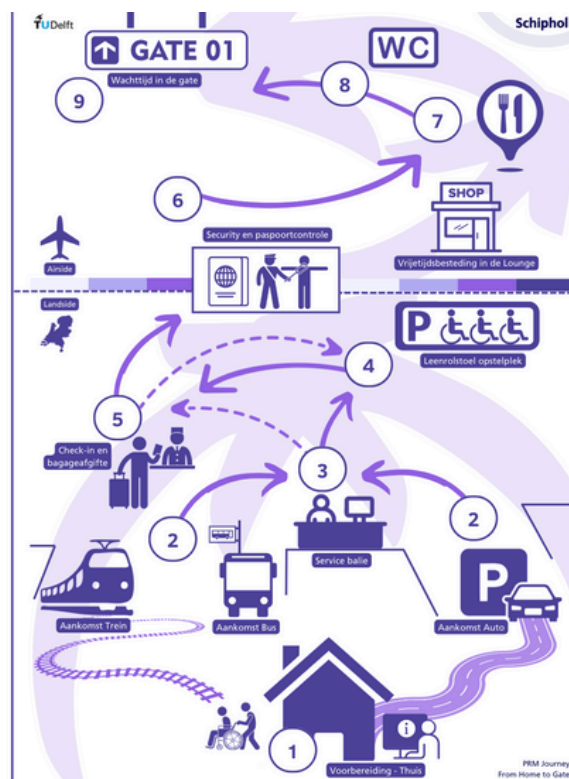 TUDelft
Schiphol
GATE 01
WC
Wachttijd in de gate
8
9
7
6
SHOP
Security en paspoortcontrole
Vrijetijdsbesteding in de Lounge
Airside
Landside
P
Leenrolstoel opstelplek
4
5
Check-in en
bagageafgifte
3
2
2
Service balie
P
Aankomst Trein
Aankomst Bus
Aankomst Auto
i
1
Voorbereiding - Thuis
PRM Journey
From Home to Gate